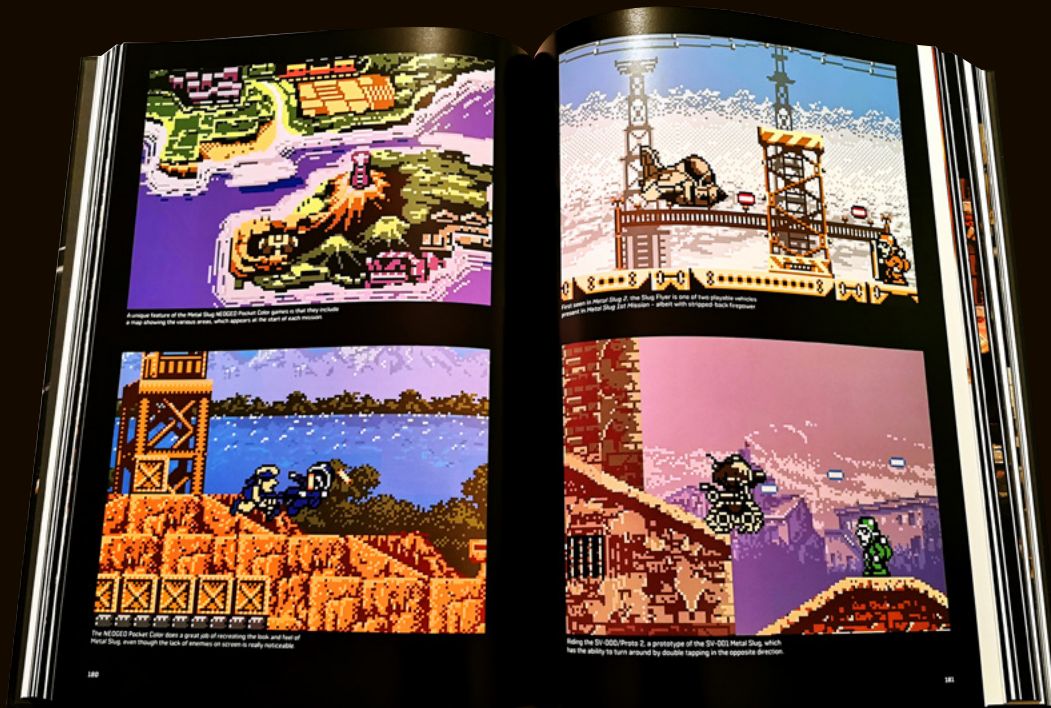 A unique feature of the Metal Slug NEOGEO Pocket Color games is that they include
a map showing the various areas, which appears at the start of each mission.
The NEOGEO Pocket Color does a great job of recreating the look and feel of
Metal Slug, even though the lack of enemies on screen is really noticeable.
180
First seen in Metal Slug 2, the Slug Flyer is one of two playable vehicles
present in Metal Slug 1st Mission – albeit with stripped-back firepower.
Riding the SV-000/Proto 2, a prototype of the SV-001 Metal Slug, which
has the ability to turn around by double tapping in the opposite direction.
181